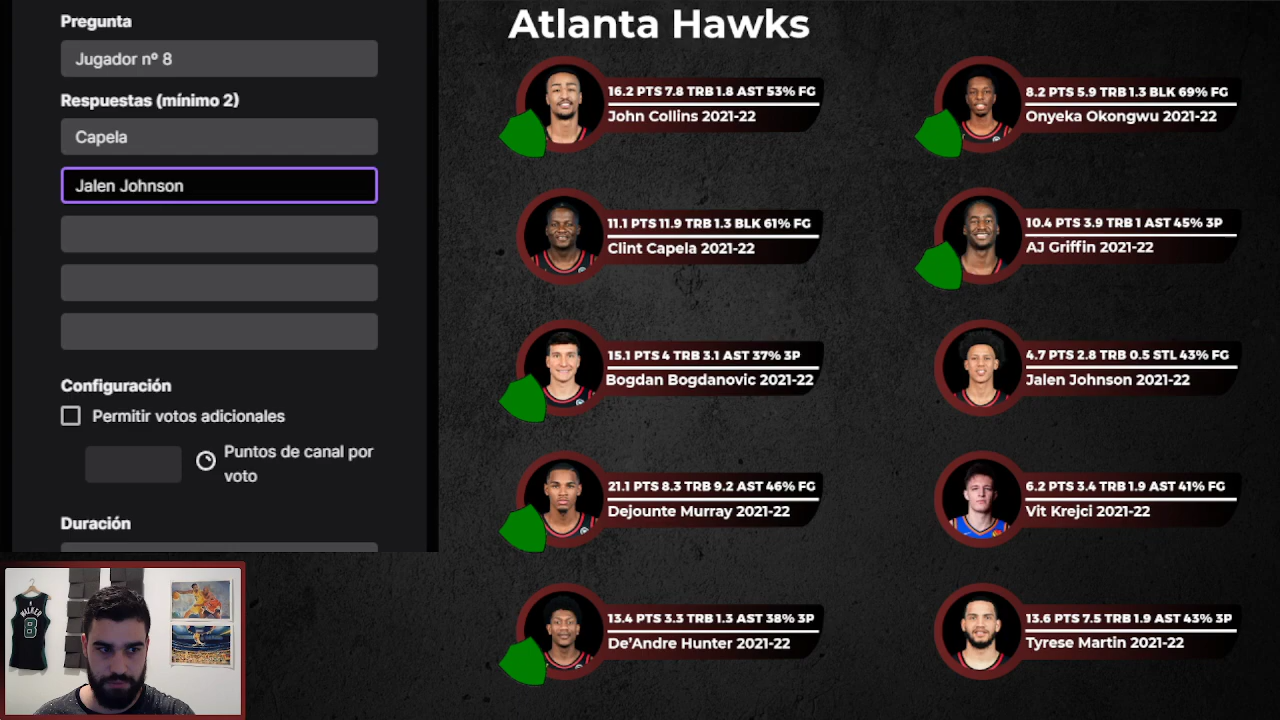 Pregunta
Jugador nº 8
Respuestas (mínimo 2)
Capela
Jalen Johnson
Configuración
Permitir votos adicionales
Puntos de canal por
voto
Duración
Atlanta Hawks
16.2 PTS 7.8 TRB 1.8 AST 53% FG
John Collins 2021-22
11.1 PTS 11.9 TRB 1.3 BLK 61% FG
Clint Capela 2021-22
15.1 PTS 4 TRB 3.1 AST 37% 3P
Bogdan Bogdanovic 2021-22
21.1 PTS 8.3 TRB 9.2 AST 46% FG
Dejounte Murray 2021-22
13.4 PTS 3.3 TRB 1.3 AST 38% 3P
De'Andre Hunter 2021-22
8.2 PTS 5.9 TRB 1.3 BLK 69% FG
Onyeka Okongwu 2021-22
10.4 PTS 3.9 TRB 1 AST 45% 3P
AJ Griffin 2021-22
4.7 PTS 2.8 TRB 0.5 STL 43% FG
Jalen Johnson 2021-22
6.2 PTS 3.4 TRB 1.9 AST 41% FG
Vit Krejci 2021-22
13.6 PTS 7.5 TRB 1.9 AST 43% 3P
Tyrese Martin 2021-22
WALKER
8